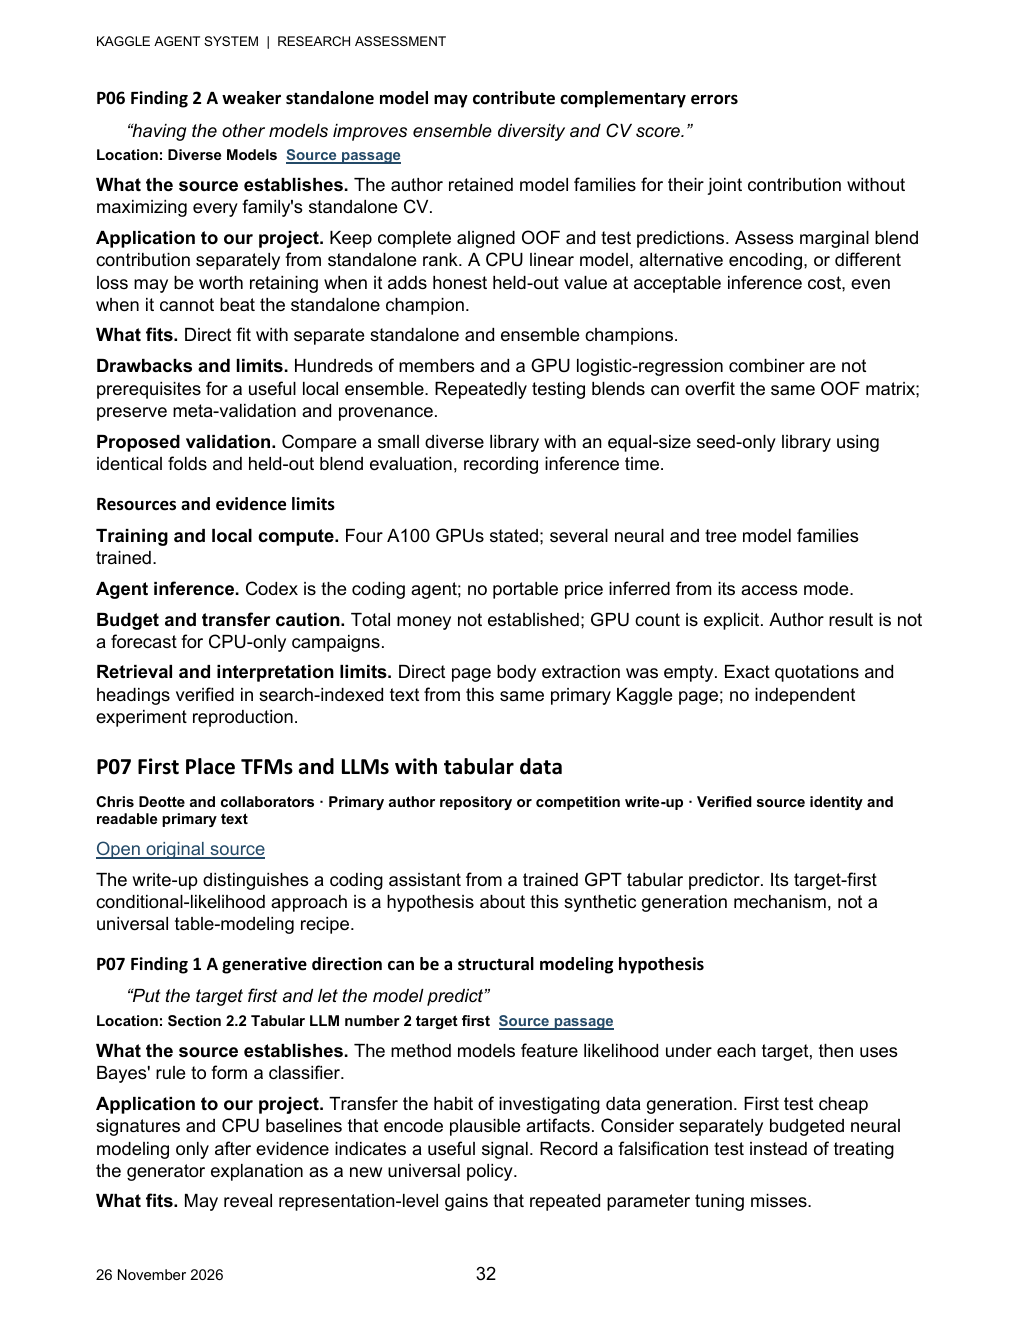 KAGGLE AGENT SYSTEM | RESEARCH ASSESSMENT
P06 Finding 2 A weaker standalone model may contribute complementary errors
“having the other models improves ensemble diversity and CV score.”
Location: Diverse Models Source passage
What the source establishes. The author retained model families for their joint contribution without
maximizing every family's standalone CV.
Application to our project. Keep complete aligned OOF and test predictions. Assess marginal blend
contribution separately from standalone rank. A CPU linear model, alternative encoding, or different
loss may be worth retaining when it adds honest held-out value at acceptable inference cost, even
when it cannot beat the standalone champion.
What fits. Direct fit with separate standalone and ensemble champions.
Drawbacks and limits. Hundreds of members and a GPU logistic-regression combiner are not
prerequisites for a useful local ensemble. Repeatedly testing blends can overfit the same OOF matrix;
preserve meta-validation and provenance.
Proposed validation. Compare a small diverse library with an equal-size seed-only library using
identical folds and held-out blend evaluation, recording inference time.
Resources and evidence limits
Training and local compute. Four A100 GPUs stated; several neural and tree model families
trained.
Agent inference. Codex is the coding agent; no portable price inferred from its access mode.
Budget and transfer caution. Total money not established; GPU count is explicit. Author result is not
a forecast for CPU-only campaigns.
Retrieval and interpretation limits. Direct page body extraction was empty. Exact quotations and
headings verified in search-indexed text from this same primary Kaggle page; no independent
experiment reproduction.
P07 First Place TFMs and LLMs with tabular data
Chris Deotte and collaborators · Primary author repository or competition write-up · Verified source identity and
readable primary text
Open original source
The write-up distinguishes a coding assistant from a trained GPT tabular predictor. Its target-first
conditional-likelihood approach is a hypothesis about this synthetic generation mechanism, not a
universal table-modeling recipe.
P07 Finding 1 A generative direction can be a structural modeling hypothesis
“Put the target first and let the model predict”
Location: Section 2.2 Tabular LLM number 2 target first Source passage
What the source establishes. The method models feature likelihood under each target, then uses
Bayes' rule to form a classifier.
Application to our project. Transfer the habit of investigating data generation. First test cheap
signatures and CPU baselines that encode plausible artifacts. Consider separately budgeted neural
modeling only after evidence indicates a useful signal. Record a falsification test instead of treating
the generator explanation as a new universal policy.
What fits. May reveal representation-level gains that repeated parameter tuning misses.
26 November 2026 32